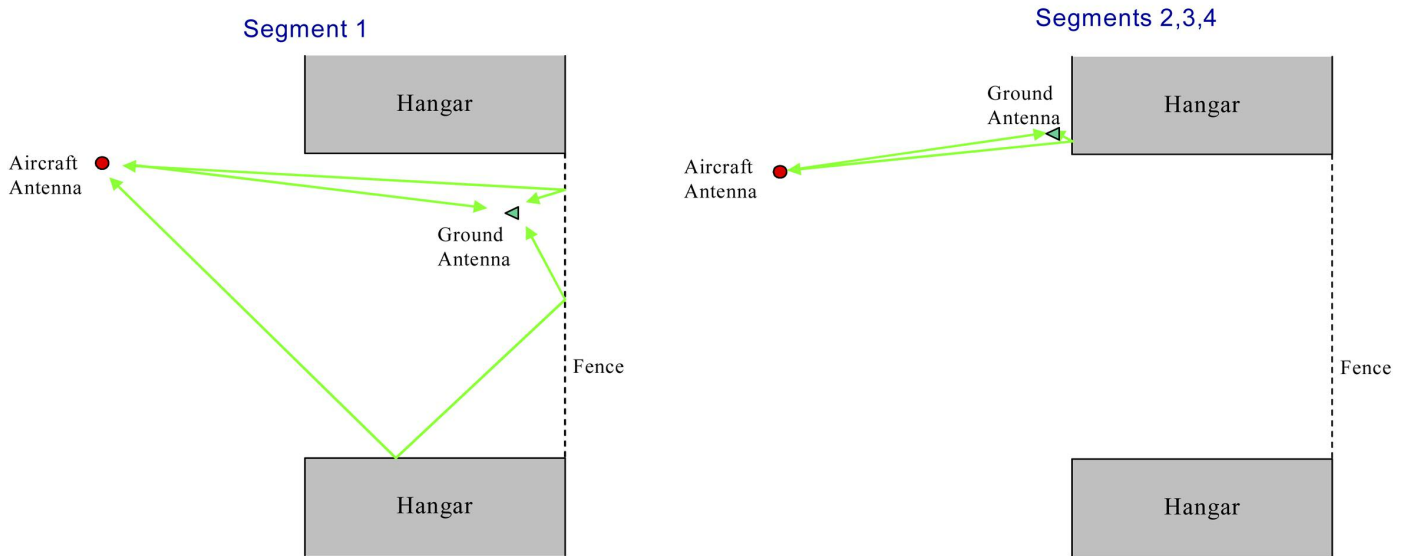 Segment 1
Hangar
Aircraft
Antenna
Ground
Antenna
Fence
Hangar
Segments 2,3,4
Ground
Antenna
Hangar
Aircraft
Antenna
Fence
Hangar